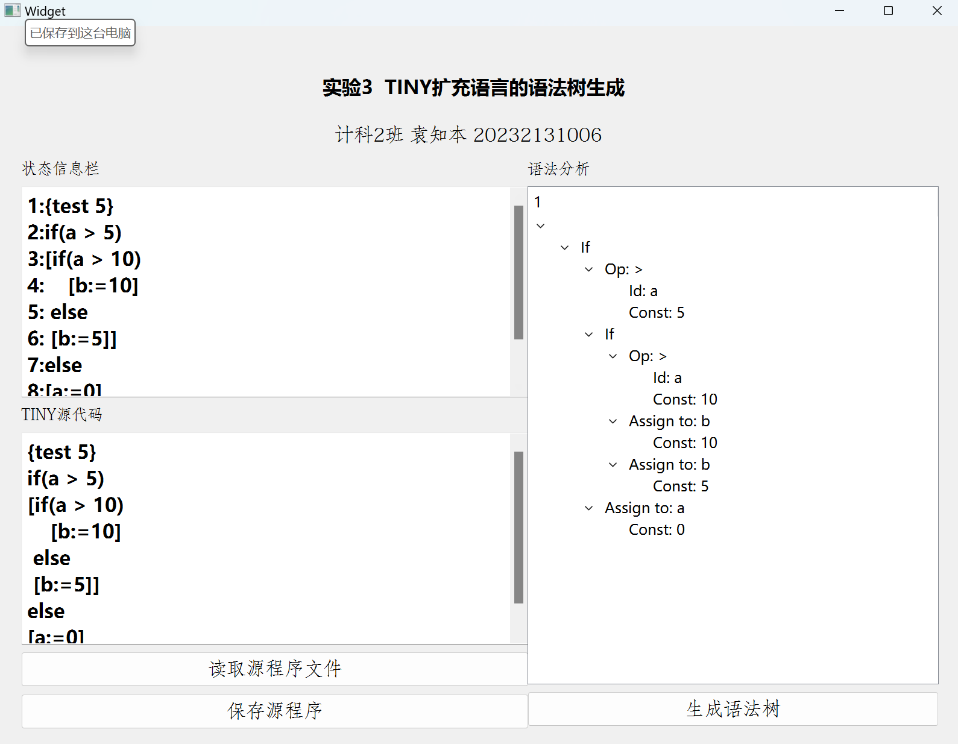 Widget
已保存到这台电脑
实验3 TINY扩充语言的语法树生成
计科2班 袁知本 20232131006
状态信息栏
1:{test 5}
2:if(a > 5)
3:[if(a > 10)
4:    [b:=10]
5: else
6: [b:=5]]
7:else
8:[a:=0]
TINY源代码
{test 5}
if(a > 5)
[if(a > 10)
    [b:=10]
 else
 [b:=5]]
else
[a:=0]
读取源程序文件
保存源程序
语法分析
1
If
Op: >
Id: a
Const: 5
If
Op: >
Id: a
Const: 10
Assign to: b
Const: 10
Assign to: b
Const: 5
Assign to: a
Const: 0
生成语法树